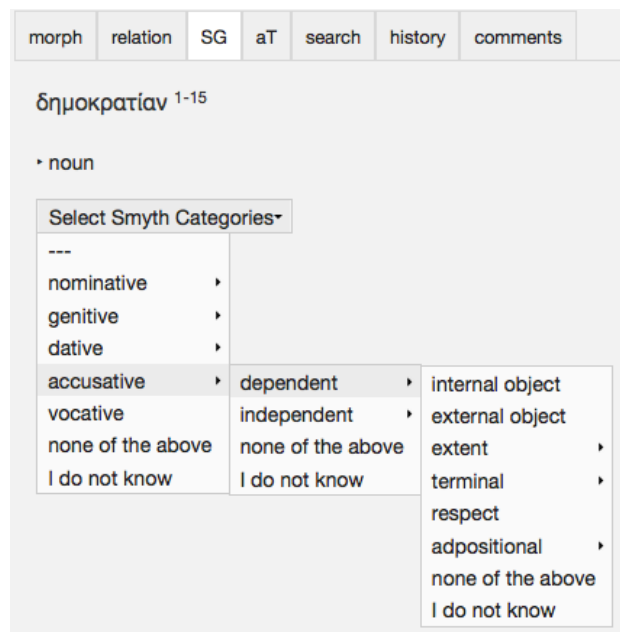 morph relation SG aT search history comments
δημοκρατίαν 1-15
‣ noun
Select Smyth Categories▾
---
nominative ‣
genitive ‣
dative ‣
accusative ‣ dependent ‣ internal object
vocative independent ‣ external object
none of the above none of the above extent ‣
I do not know I do not know terminal ‣
respect
adpositional ‣
none of the above
I do not know